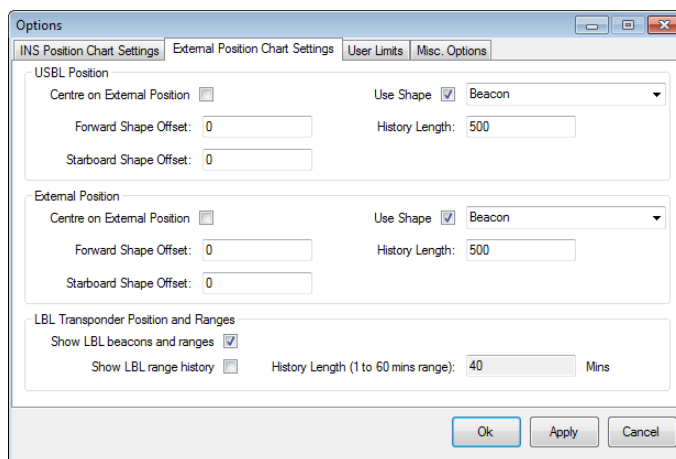 Options
INS Position Chart Settings External Position Chart Settings User Limits Misc. Options
USBL Position
Centre on External Position Use Shape Beacon
Forward Shape Offset: 0 History Length: 500
Starboard Shape Offset: 0
External Position
Centre on External Position Use Shape Beacon
Forward Shape Offset: 0 History Length: 500
Starboard Shape Offset: 0
LBL Transponder Position and Ranges
Show LBL beacons and ranges
Show LBL range history History Length (1 to 60 mins range): 40 Mins
Ok Apply Cancel